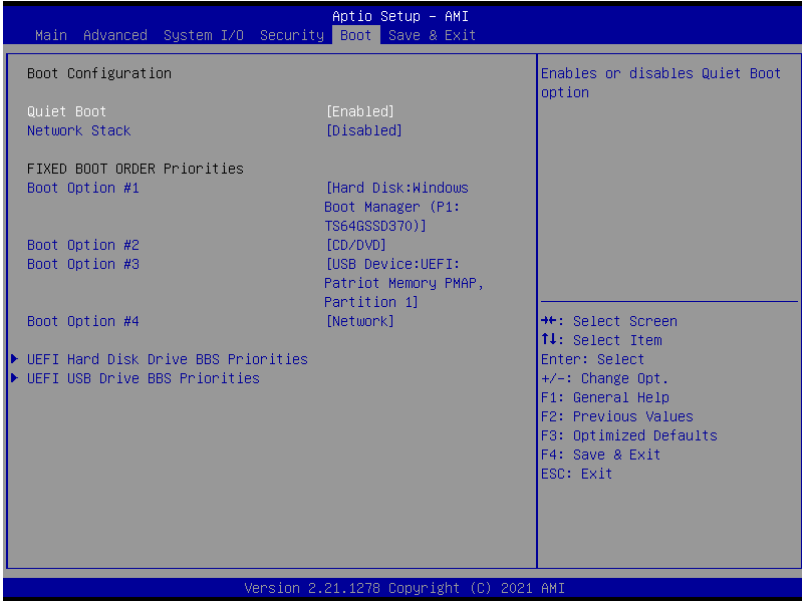 Aptio Setup – AMI
Main Advanced System I/O Security Boot Save & Exit
Boot Configuration
Quiet Boot [Enabled]
Network Stack [Disabled]
FIXED BOOT ORDER Priorities
Boot Option #1 [Hard Disk:Windows
Boot Manager (P1:
TS64GSSD370)]
Boot Option #2 [CD/DVD]
Boot Option #3 [USB Device:UEFI:
Patriot Memory PMAP,
Partition 1]
Boot Option #4 [Network]
UEFI Hard Disk Drive BBS Priorities
UEFI USB Drive BBS Priorities
Enables or disables Quiet Boot
option
→←: Select Screen
↑↓: Select Item
Enter: Select
+/-: Change Opt.
F1: General Help
F2: Previous Values
F3: Optimized Defaults
F4: Save & Exit
ESC: Exit
Version 2.21.1278 Copyright (C) 2021 AMI